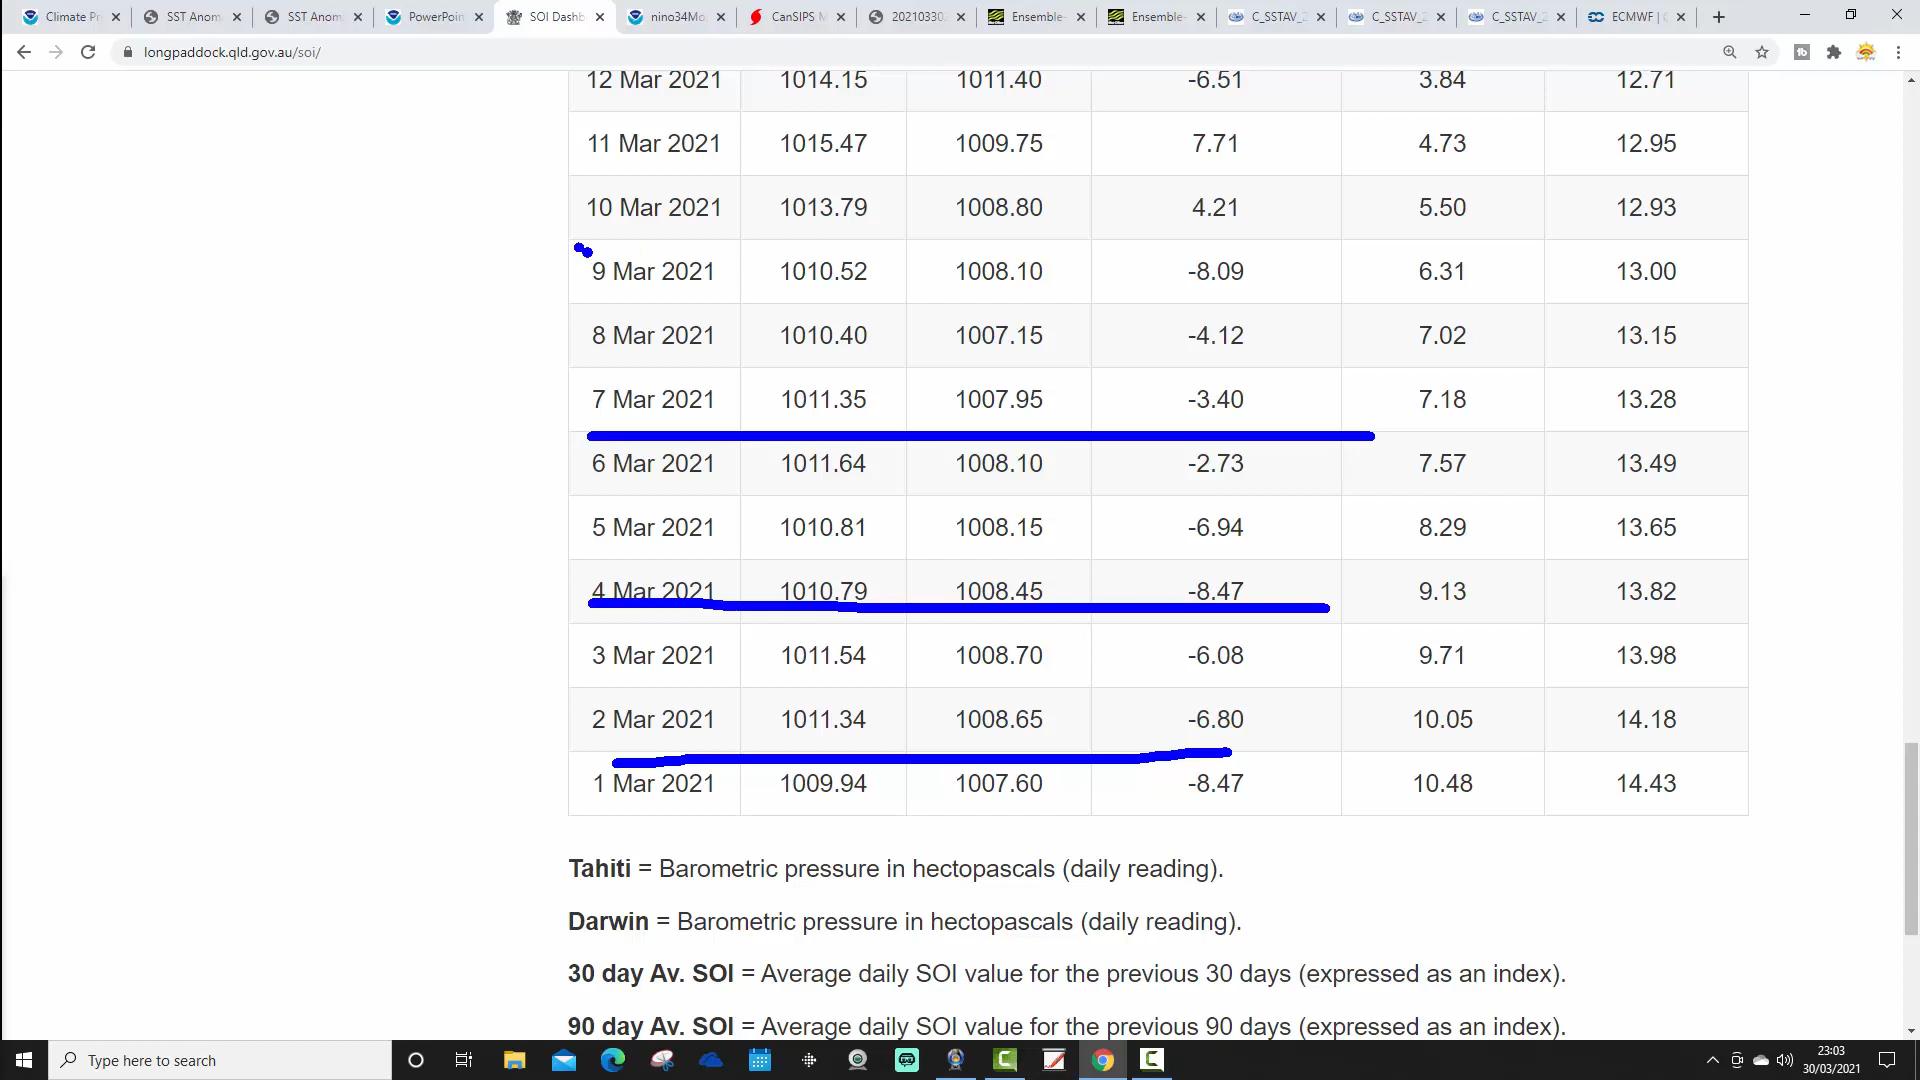 Climate Pr
SST Anom
SST Anom
PowerPoin
SOI Dashb
nino34Mo
CanSIPS M
20210330
Ensemble-
Ensemble-
C_SSTAV_2
C_SSTAV_2
C_SSTAV_2
ECMWF |
longpaddock.qld.gov.au/soi/
12 Mar 2021 1014.15 1011.40 -6.51 3.84 12.71
11 Mar 2021 1015.47 1009.75 7.71 4.73 12.95
10 Mar 2021 1013.79 1008.80 4.21 5.50 12.93
9 Mar 2021 1010.52 1008.10 -8.09 6.31 13.00
8 Mar 2021 1010.40 1007.15 -4.12 7.02 13.15
7 Mar 2021 1011.35 1007.95 -3.40 7.18 13.28
6 Mar 2021 1011.64 1008.10 -2.73 7.57 13.49
5 Mar 2021 1010.81 1008.15 -6.94 8.29 13.65
4 Mar 2021 1010.79 1008.45 -8.47 9.13 13.82
3 Mar 2021 1011.54 1008.70 -6.08 9.71 13.98
2 Mar 2021 1011.34 1008.65 -6.80 10.05 14.18
1 Mar 2021 1009.94 1007.60 -8.47 10.48 14.43
Tahiti = Barometric pressure in hectopascals (daily reading).
Darwin = Barometric pressure in hectopascals (daily reading).
30 day Av. SOI = Average daily SOI value for the previous 30 days (expressed as an index).
90 day Av. SOI = Average daily SOI value for the previous 90 days (expressed as an index).
Type here to search
23:03
30/03/2021